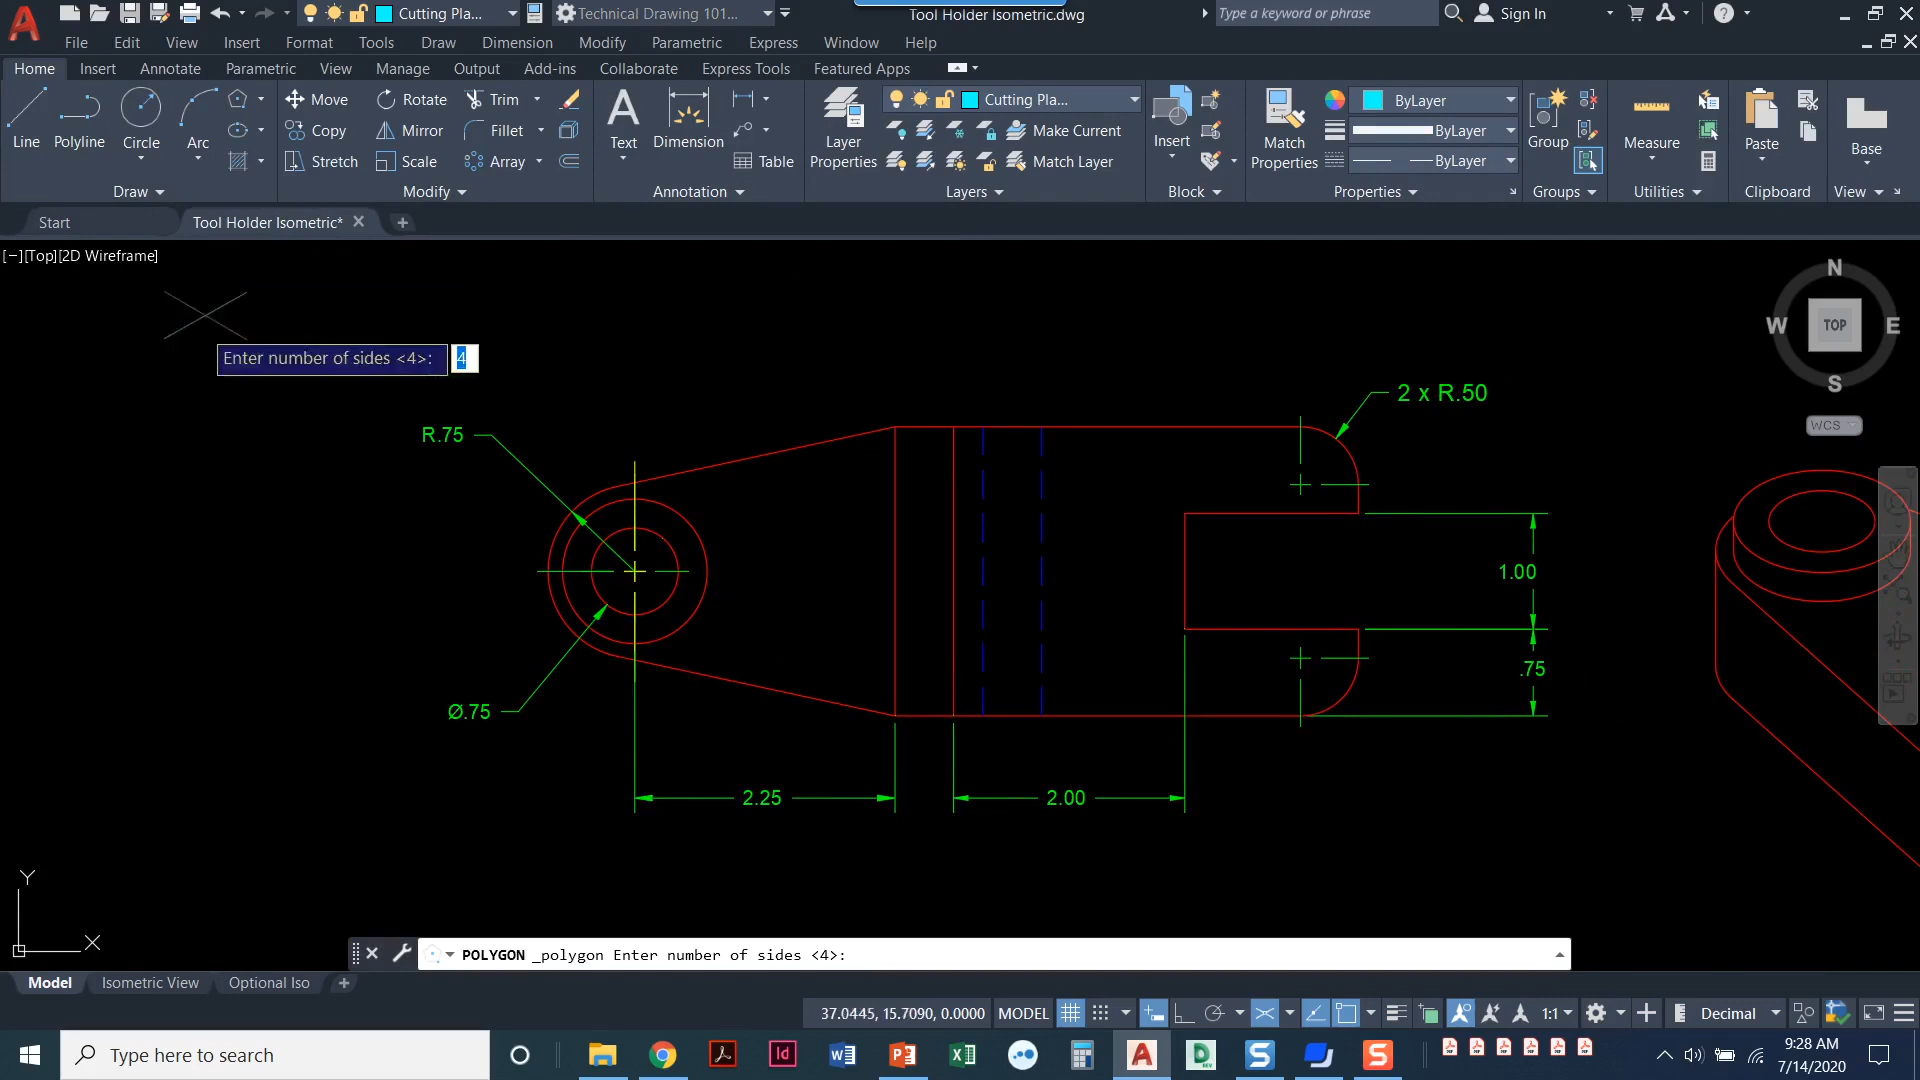 Cutting Pla...
Technical Drawing 101...
Tool Holder Isometric.dwg
Type a keyword or phrase
Sign In
File Edit View Insert Format Tools Draw Dimension Modify Parametric Express Window Help
Home Insert Annotate Parametric View Manage Output Add-ins Collaborate Express Tools Featured Apps
Line Polyline Circle Arc
Move Rotate Trim
Copy Mirror Fillet
Stretch Scale Array
Text Dimension Table
Layer Properties
Cutting Pla...
Make Current
Match Layer
Insert
Match Properties
ByLayer
ByLayer
ByLayer
Group
Measure
Paste
Base
Draw Modify Annotation Layers Block Properties Groups Utilities Clipboard View
Start Tool Holder Isometric*
[−][Top][2D Wireframe]
N
W TOP E
S
WCS
Enter number of sides <4>: 4
2 x R.50
R.75
1.00
.75
Ø.75
2.25 2.00
Y
X
POLYGON _polygon Enter number of sides <4>:
Model Isometric View Optional Iso
37.0445, 15.7090, 0.0000 MODEL 1:1 Decimal
Type here to search
9:28 AM
7/14/2020